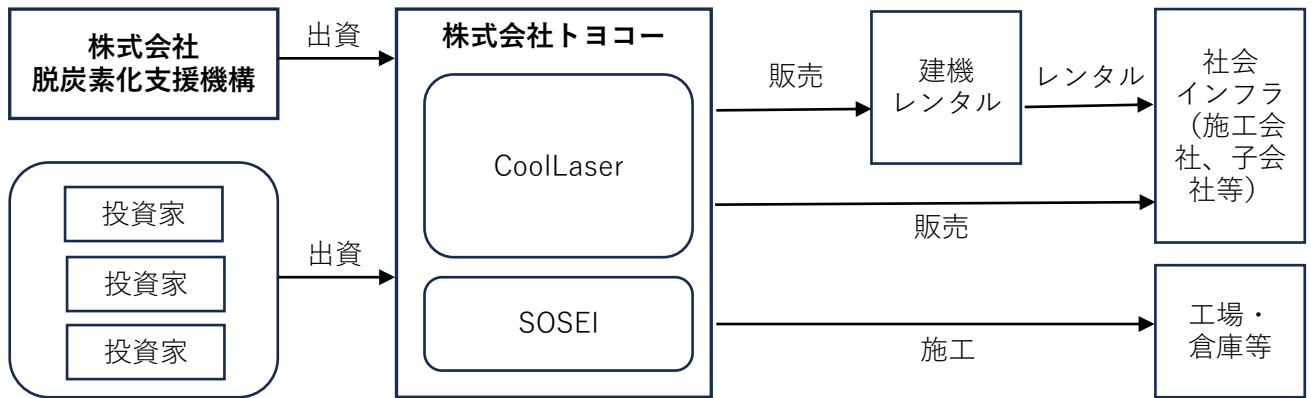 株式会社
脱炭素化支援機構
出資
投資家
投資家
投資家
出資
株式会社トヨコー
CoolLaser
SOSEI
販売
建機
レンタル
レンタル
社会
インフラ
（施工会
社、子会
社等）
販売
施工
工場・
倉庫等